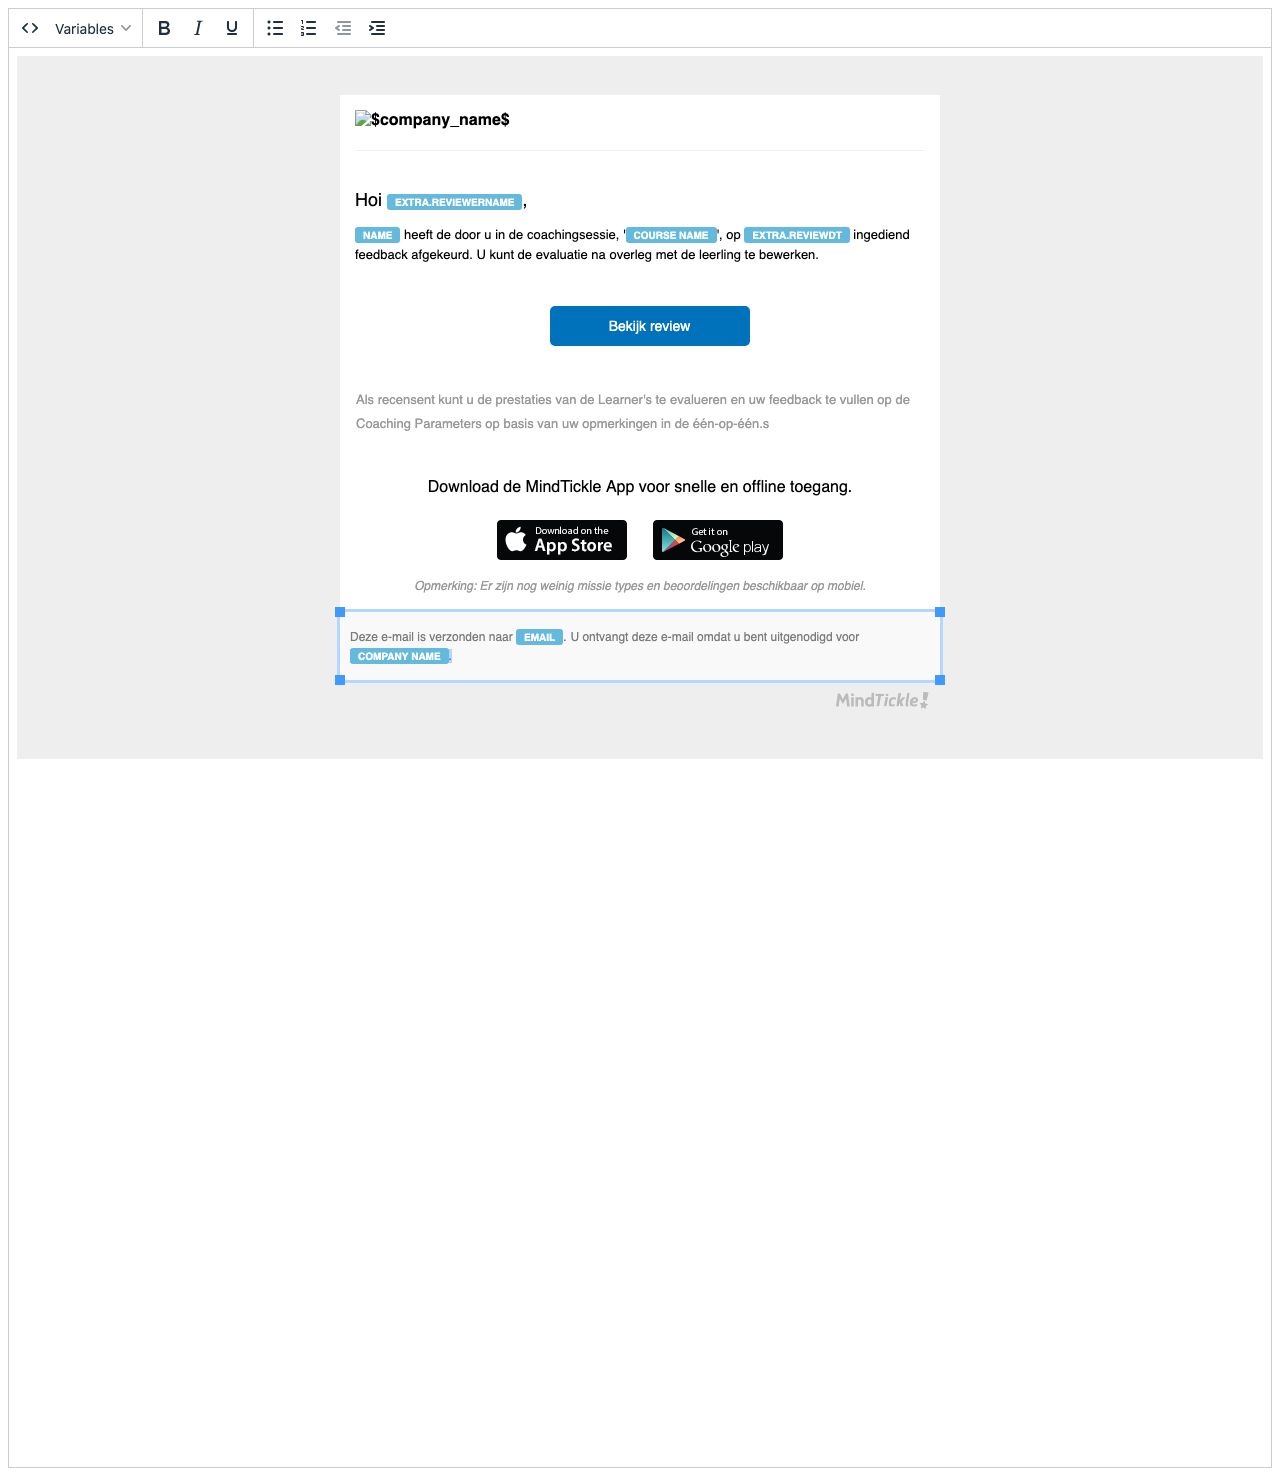 Variables
$company_name$
Hoi EXTRA.REVIEWERNAME ,
NAME heeft de door u in de coachingsessie, 'COURSE NAME', op EXTRA.REVIEWDT ingediend
feedback afgekeurd. U kunt de evaluatie na overleg met de leerling te bewerken.
Bekijk review
Als recensent kunt u de prestaties van de Learner's te evalueren en uw feedback te vullen op de
Coaching Parameters op basis van uw opmerkingen in de één-op-één.s
Download de MindTickle App voor snelle en offline toegang.
Download on the
App Store
Get it on
Google play
Opmerking: Er zijn nog weinig missie types en beoordelingen beschikbaar op mobiel.
Deze e-mail is verzonden naar EMAIL . U ontvangt deze e-mail omdat u bent uitgenodigd voor
COMPANY NAME .
MindTickle!